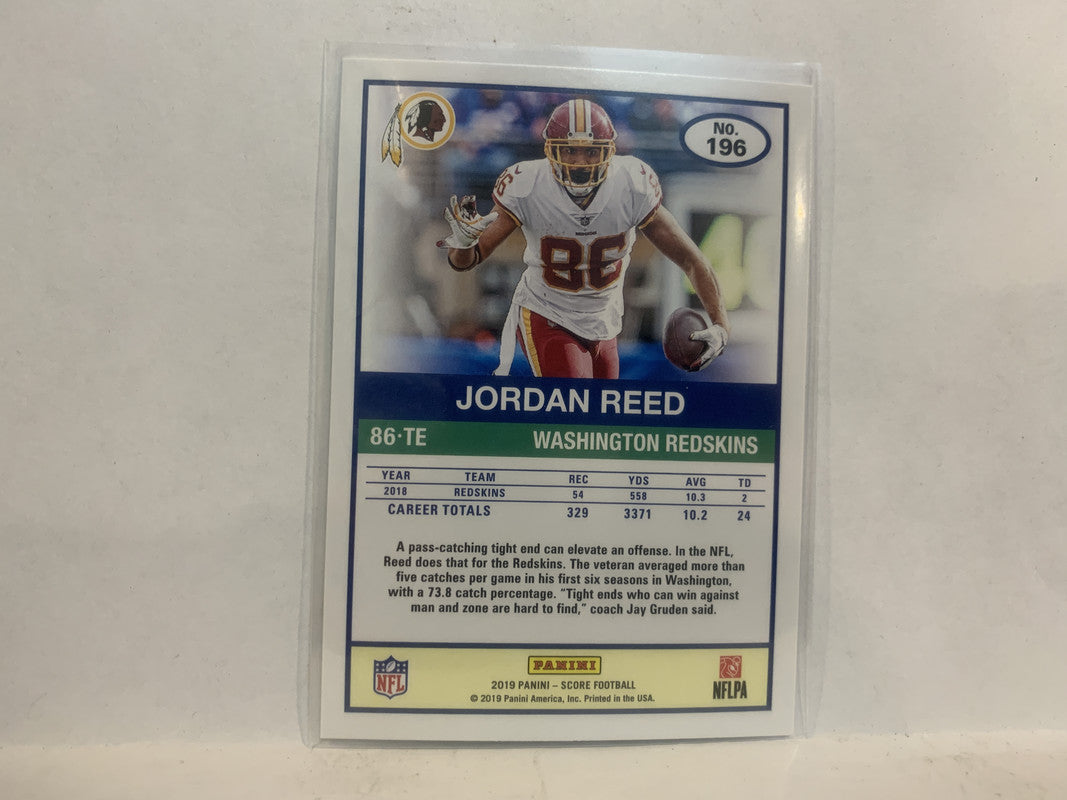 No.
196
86
86
JORDAN REED
86·TE WASHINGTON REDSKINS
YEAR TEAM REC YDS AVG TD
2018 REDSKINS 54 558 10.3 2
CAREER TOTALS 329 3371 10.2 24
A pass-catching tight end can elevate an offense. In the NFL,
Reed does that for the Redskins. The veteran averaged more than
five catches per game in his first six seasons in Washington,
with a 73.8 catch percentage. "Tight ends who can win against
man and zone are hard to find," coach Jay Gruden said.
NFL
PANINI
2019 PANINI – SCORE FOOTBALL
© 2019 Panini America, Inc. Printed in the USA.
NFLPA